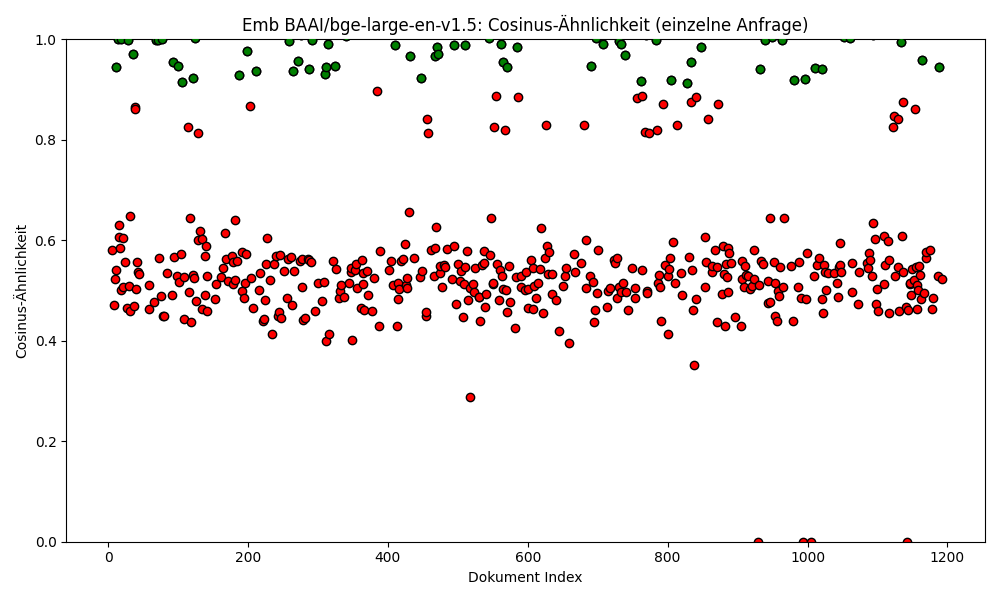 Emb BAAI/bge-large-en-v1.5: Cosinus-Ähnlichkeit (einzelne Anfrage)
1.0
0.8
0.6
0.4
0.2
0.0
Cosinus-Ähnlichkeit
0 200 400 600 800 1000 1200
Dokument Index